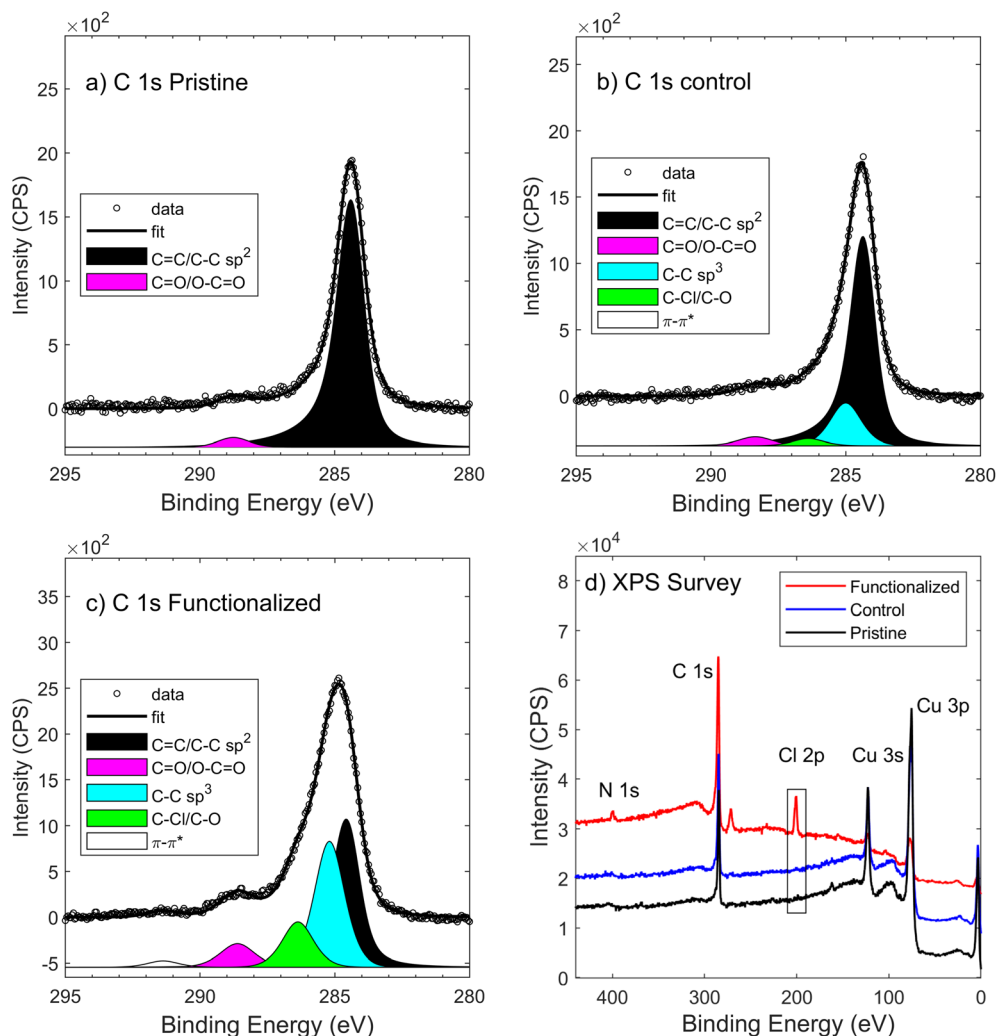 ×10²
a) C 1s Pristine
data
fit
C=C/C-C sp²
C=O/O-C=O
Intensity (CPS)
25
20
15
10
5
0
295
290
285
280
Binding Energy (eV)
×10²
b) C 1s control
data
fit
C=C/C-C sp²
C=O/O-C=O
C-C sp³
C-Cl/C-O
π-π*
Intensity (CPS)
25
20
15
10
5
0
295
290
285
280
Binding Energy (eV)
×10²
c) C 1s Functionalized
data
fit
C=C/C-C sp²
C=O/O-C=O
C-C sp³
C-Cl/C-O
π-π*
Intensity (CPS)
35
30
25
20
15
10
5
0
-5
295
290
285
280
Binding Energy (eV)
×10⁴
d) XPS Survey
Functionalized
Control
Pristine
C 1s
Cu 3p
Cl 2p
Cu 3s
N 1s
Intensity (CPS)
8
7
6
5
4
3
2
1
0
400
300
200
100
0
Binding Energy (eV)